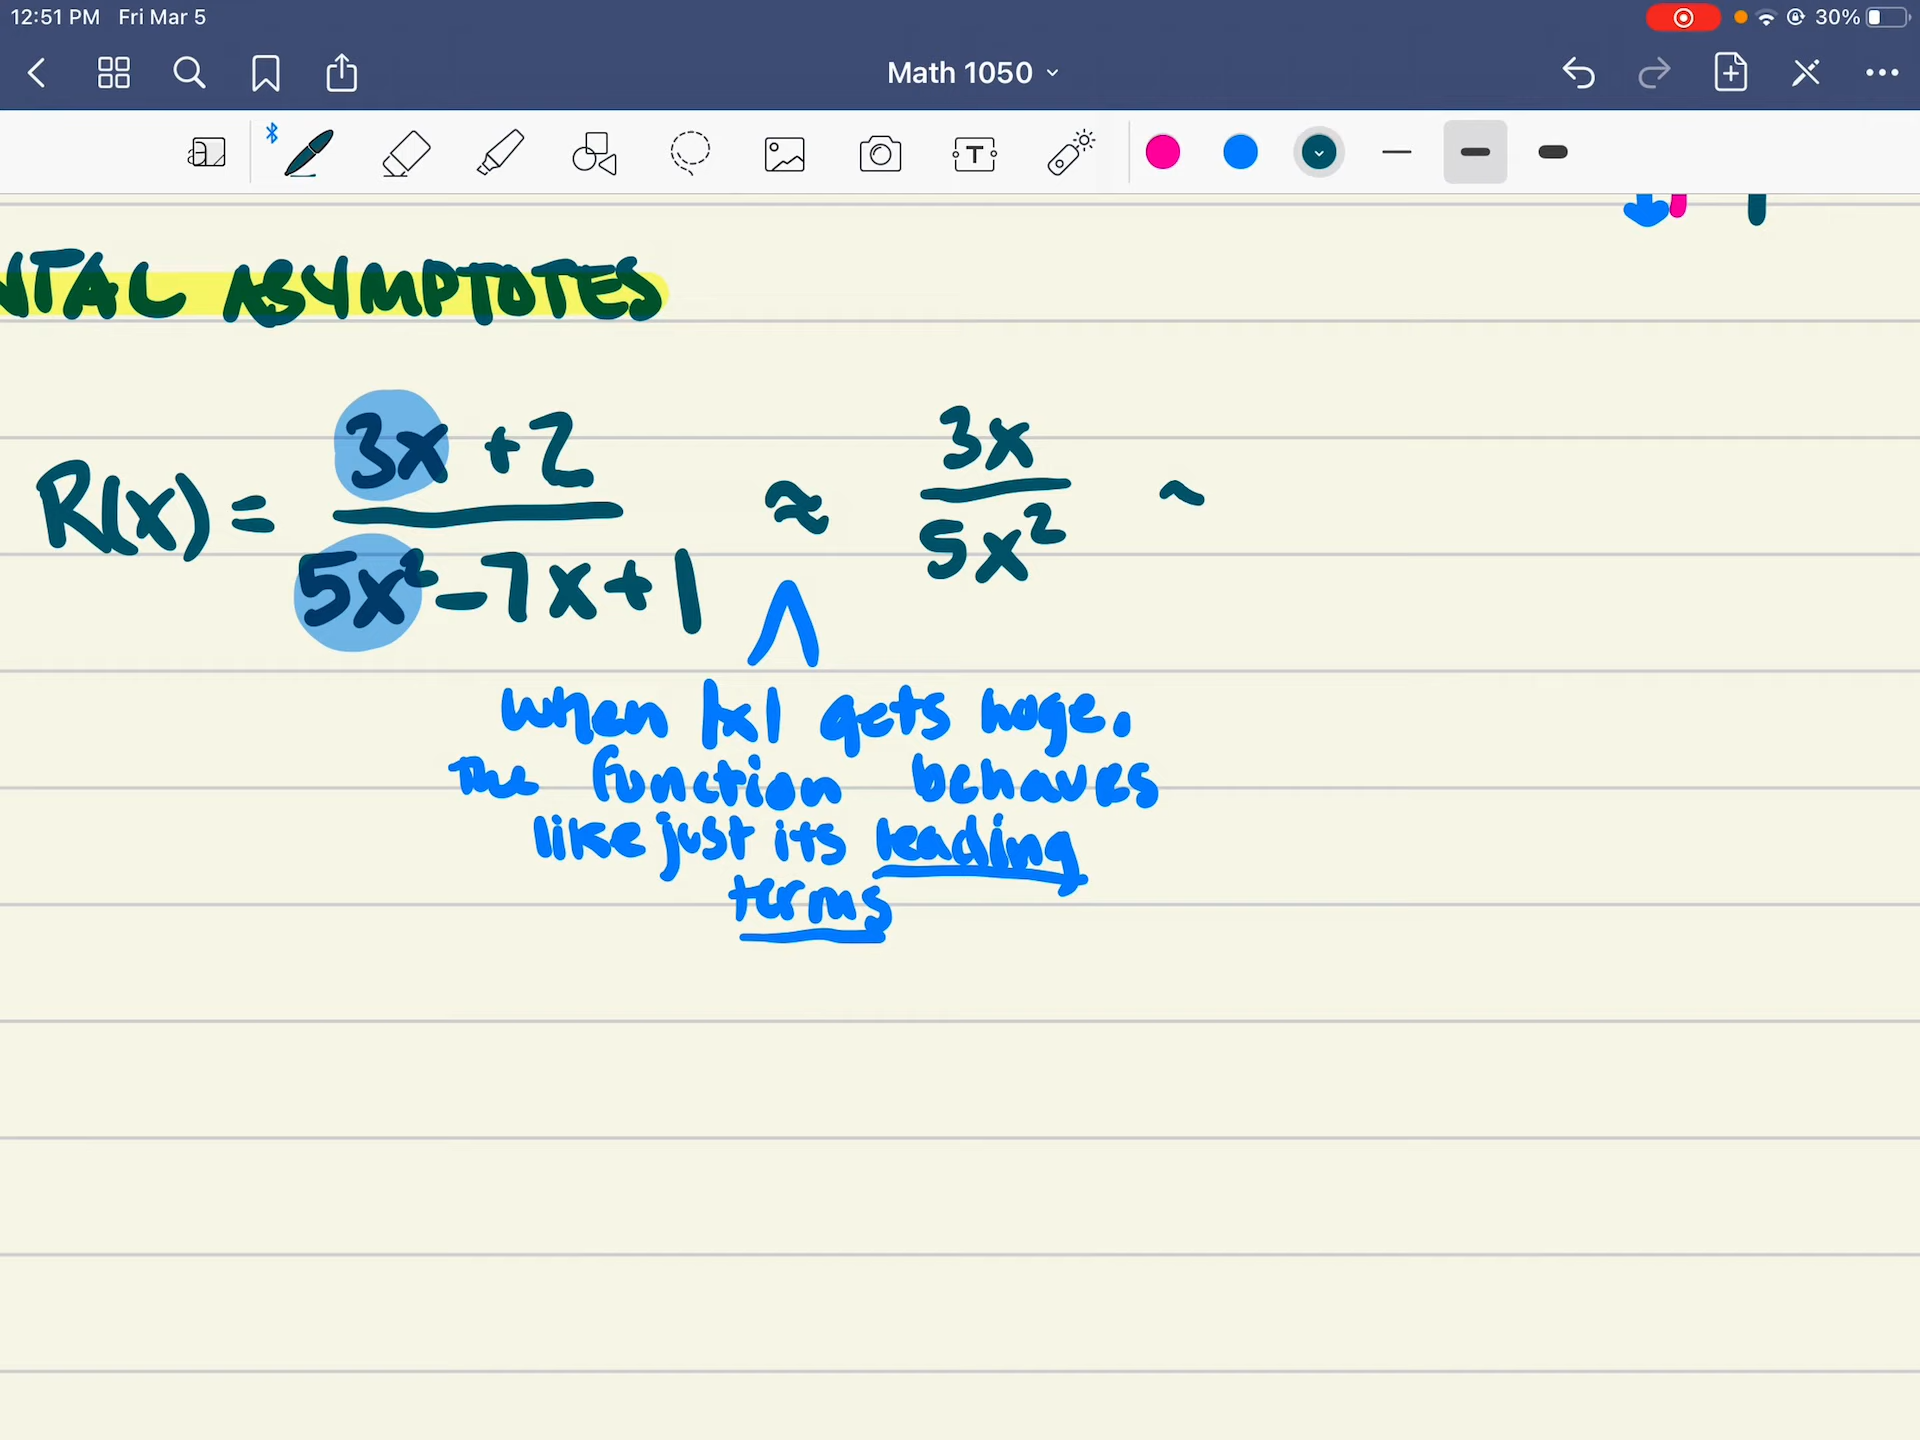 12:51 PM Fri Mar 5 30%
Math 1050
NTAL ASYMPTOTES
R(x) = (3x + 2)/(5x² - 7x + 1) ≈ 3x/5x² ~
when |x| gets huge.
The function behaves
like just its leading
terms